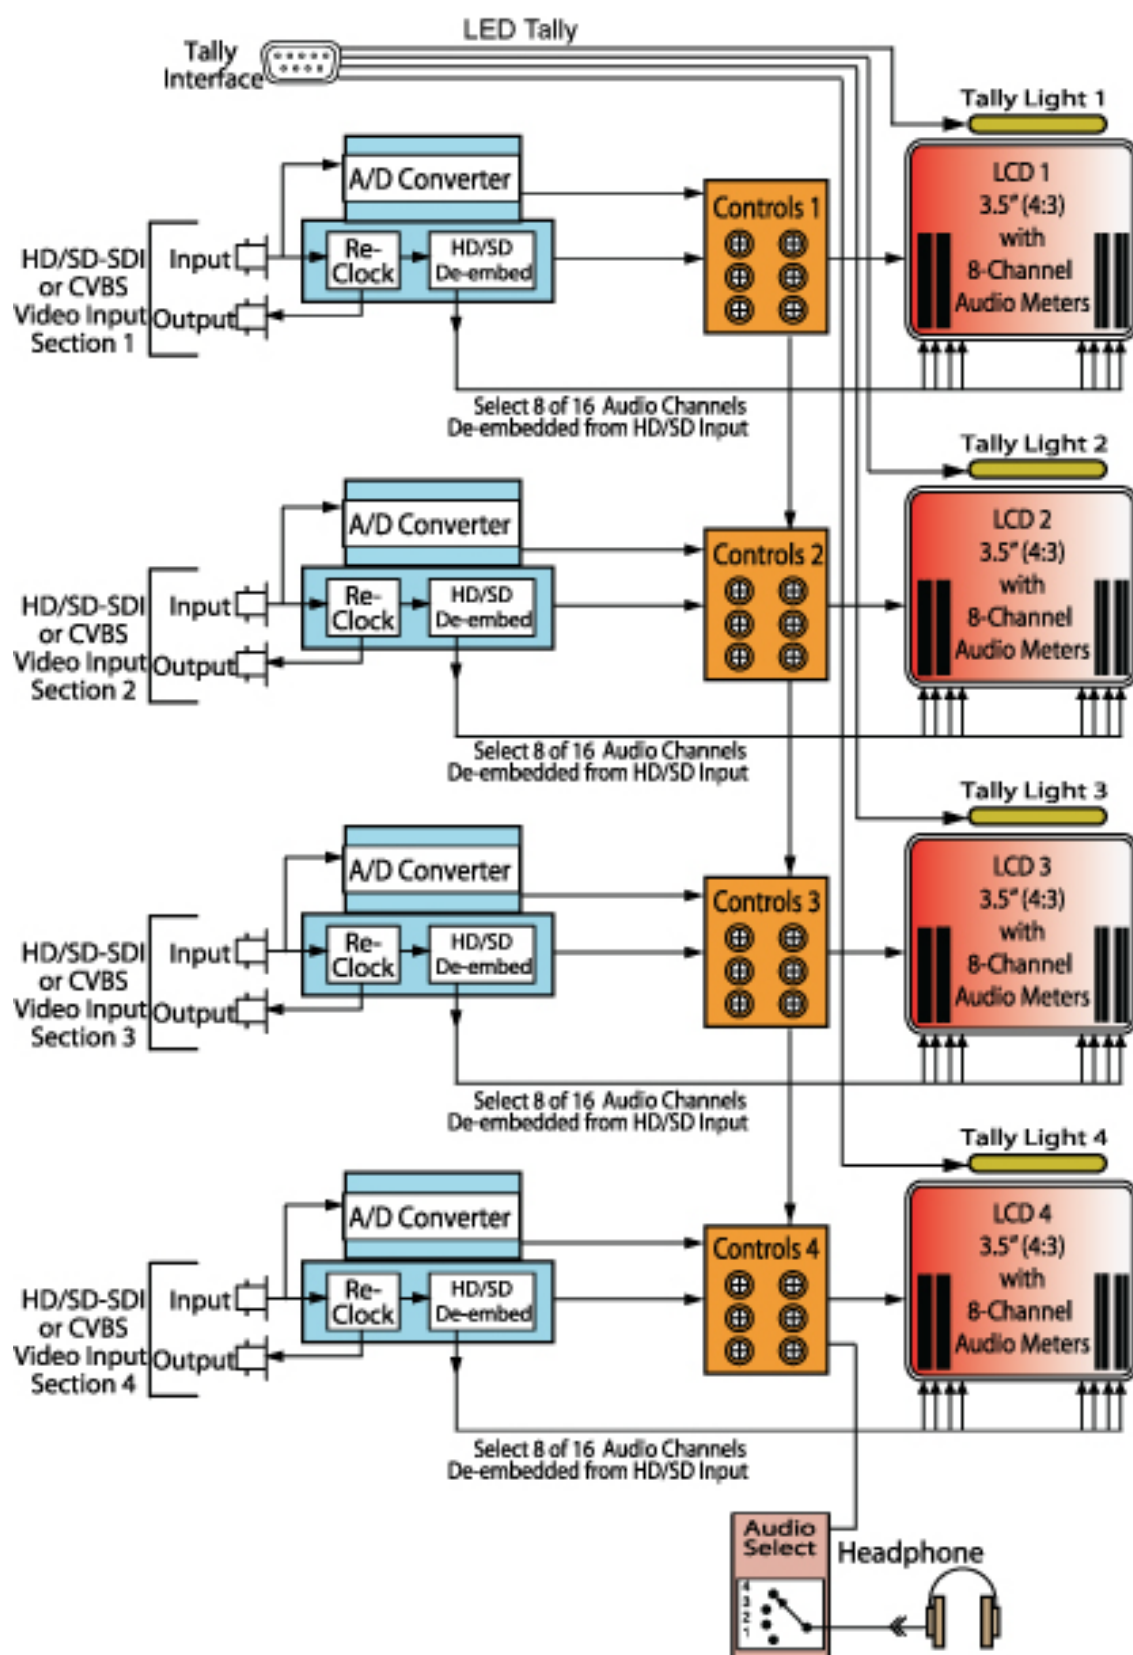 LED Tally
Tally
Interface
Tally Light 1
A/D Converter
Controls 1
LCD 1
3.5" (4:3)
with
8-Channel
Audio Meters
HD/SD-SDI
or CVBS
Video Input
Section 1
Input
Output
Re-
Clock
HD/SD
De-embed
Select 8 of 16 Audio Channels
De-embedded from HD/SD Input
Tally Light 2
A/D Converter
Controls 2
LCD 2
3.5" (4:3)
with
8-Channel
Audio Meters
HD/SD-SDI
or CVBS
Video Input
Section 2
Input
Output
Re-
Clock
HD/SD
De-embed
Select 8 of 16 Audio Channels
De-embedded from HD/SD Input
Tally Light 3
A/D Converter
Controls 3
LCD 3
3.5" (4:3)
with
8-Channel
Audio Meters
HD/SD-SDI
or CVBS
Video Input
Section 3
Input
Output
Re-
Clock
HD/SD
De-embed
Select 8 of 16 Audio Channels
De-embedded from HD/SD Input
Tally Light 4
A/D Converter
Controls 4
LCD 4
3.5" (4:3)
with
8-Channel
Audio Meters
HD/SD-SDI
or CVBS
Video Input
Section 4
Input
Output
Re-
Clock
HD/SD
De-embed
Select 8 of 16 Audio Channels
De-embedded from HD/SD Input
Audio
Select
Headphone
4
3
2
1